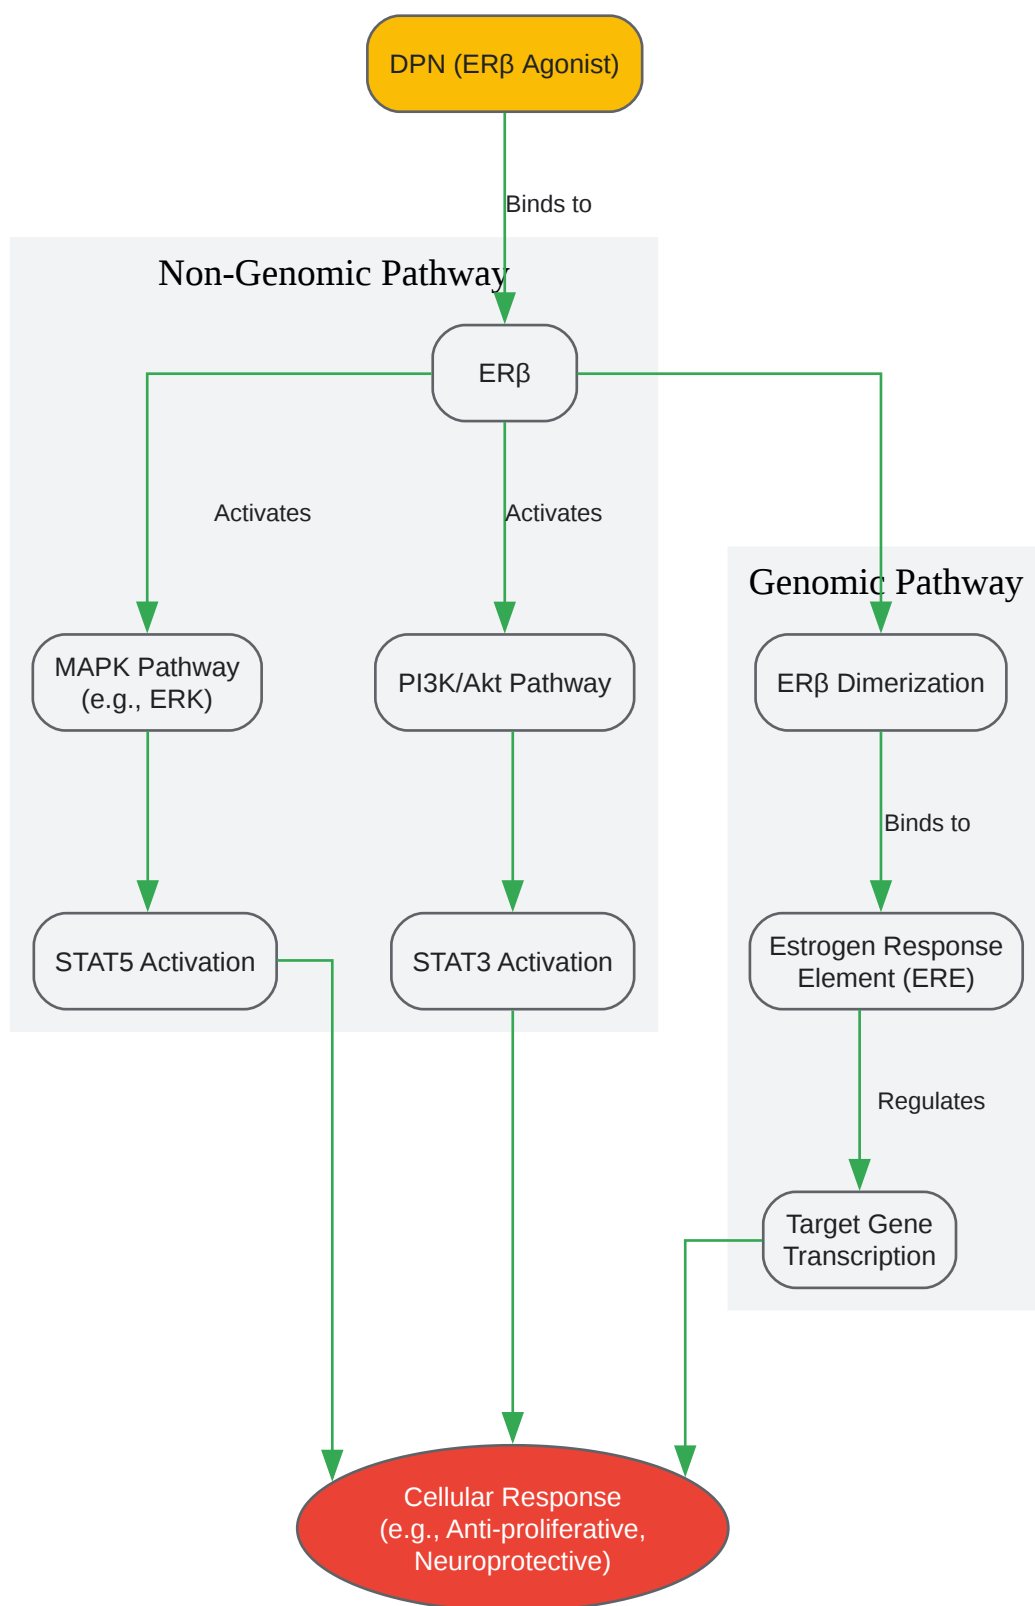 DPN (ERβ Agonist)
Binds to
Non-Genomic Pathway
ERβ
Activates
Activates
Genomic Pathway
MAPK Pathway
(e.g., ERK)
PI3K/Akt Pathway
ERβ Dimerization
Binds to
STAT5 Activation
STAT3 Activation
Estrogen Response
Element (ERE)
Regulates
Target Gene
Transcription
Cellular Response
(e.g., Anti-proliferative,
Neuroprotective)